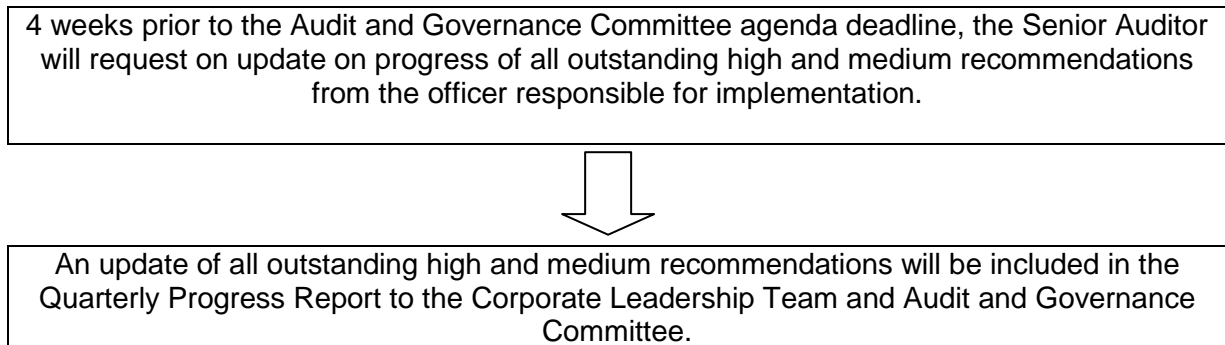 4 weeks prior to the Audit and Governance Committee agenda deadline, the Senior Auditor
will request on update on progress of all outstanding high and medium recommendations
from the officer responsible for implementation.
An update of all outstanding high and medium recommendations will be included in the
Quarterly Progress Report to the Corporate Leadership Team and Audit and Governance
Committee.